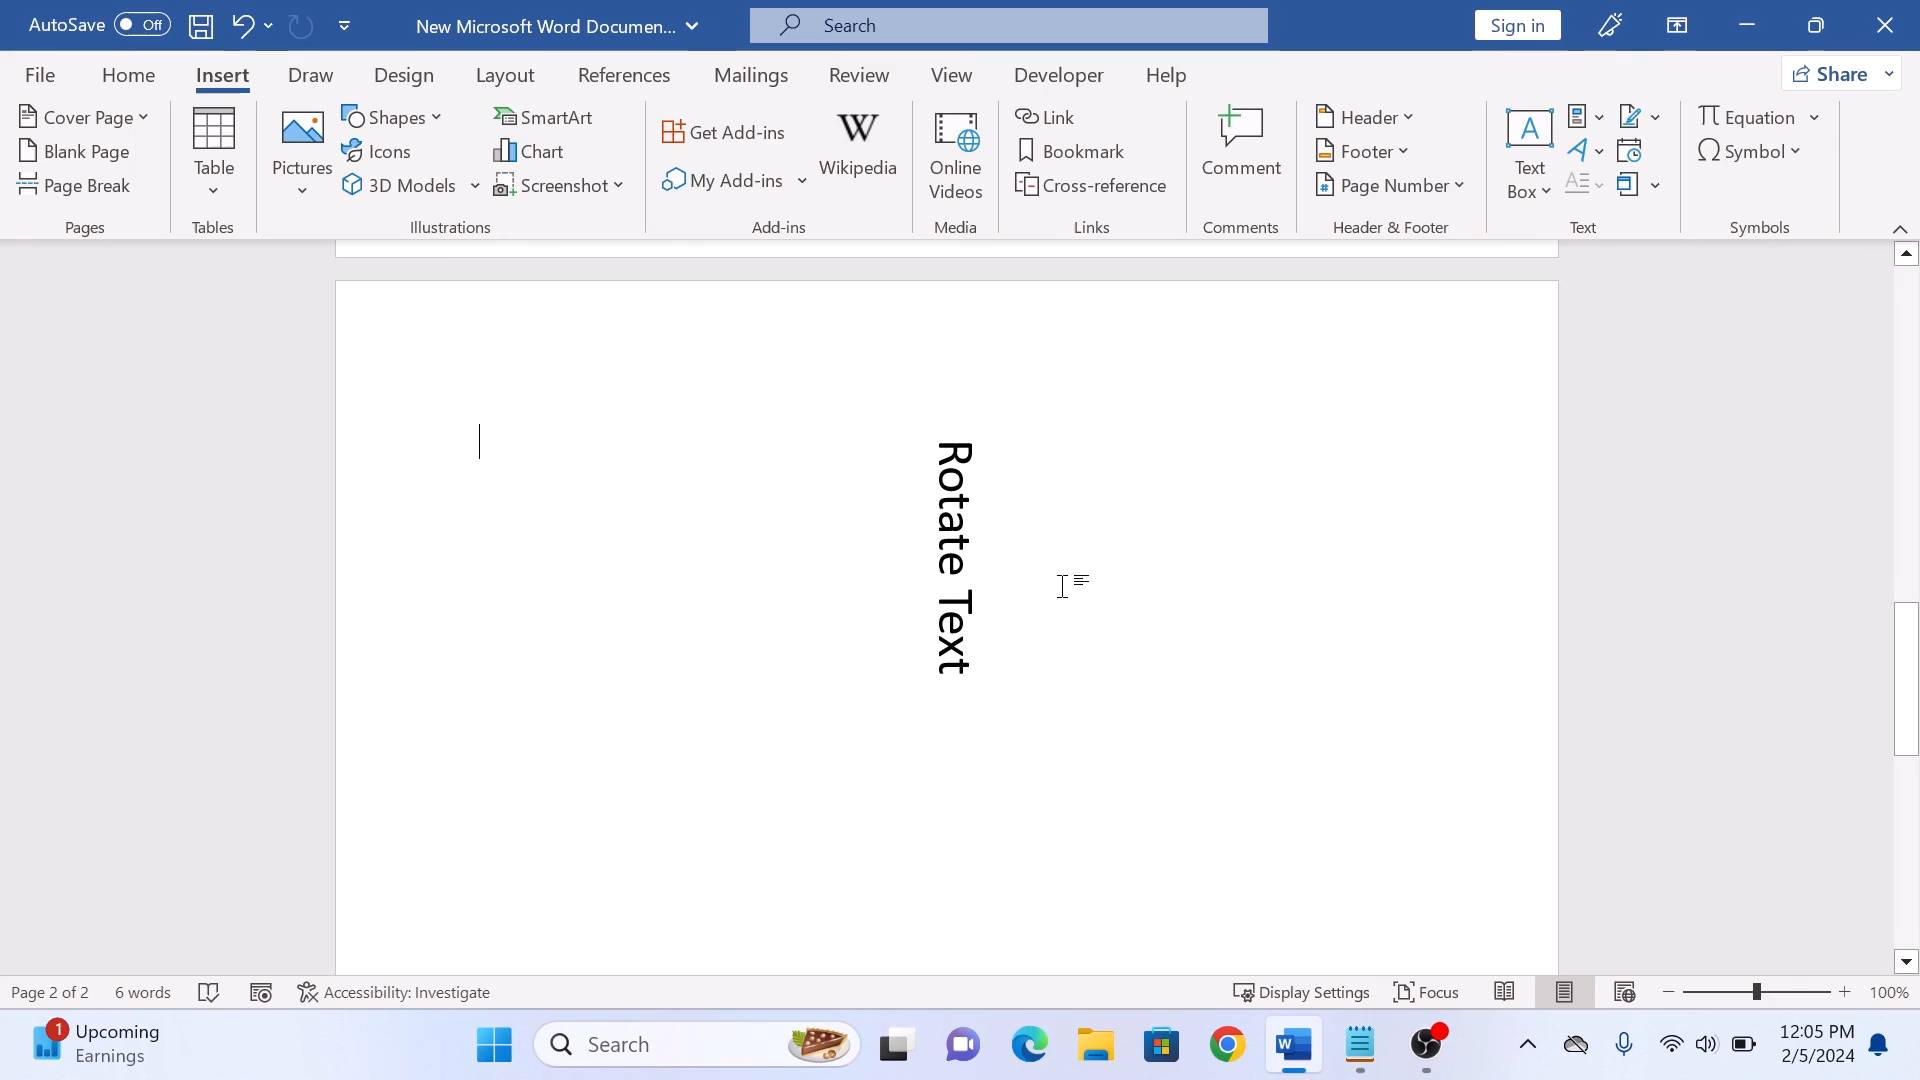 AutoSave Off New Microsoft Word Documen... Search Sign in
File Home Insert Draw Design Layout References Mailings Review View Developer Help Share
Cover Page
Blank Page
Page Break
Pages
Table
Tables
Pictures
Shapes
Icons
3D Models
SmartArt
Chart
Screenshot
Illustrations
Get Add-ins
My Add-ins
W
Wikipedia
Add-ins
Online
Videos
Media
Link
Bookmark
Cross-reference
Links
Comment
Comments
Header
Footer
Page Number
Header & Footer
A
Text
Box
Text
Equation
Symbol
Symbols
Rotate Text
Page 2 of 2 6 words Accessibility: Investigate Display Settings Focus 100%
1
Upcoming
Earnings
Search
12:05 PM
2/5/2024